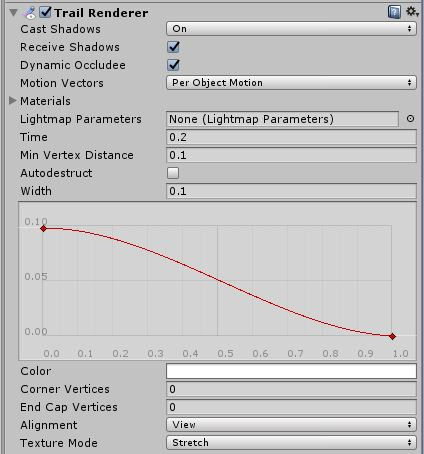 Trail Renderer
Cast Shadows On
Receive Shadows
Dynamic Occludee
Motion Vectors Per Object Motion
Materials
Lightmap Parameters None (Lightmap Parameters)
Time 0.2
Min Vertex Distance 0.1
Autodestruct
Width 0.1
0.10
0.05
0.00
0.0 0.1 0.2 0.3 0.4 0.5 0.6 0.7 0.8 0.9 1.0
Color
Corner Vertices 0
End Cap Vertices 0
Alignment View
Texture Mode Stretch